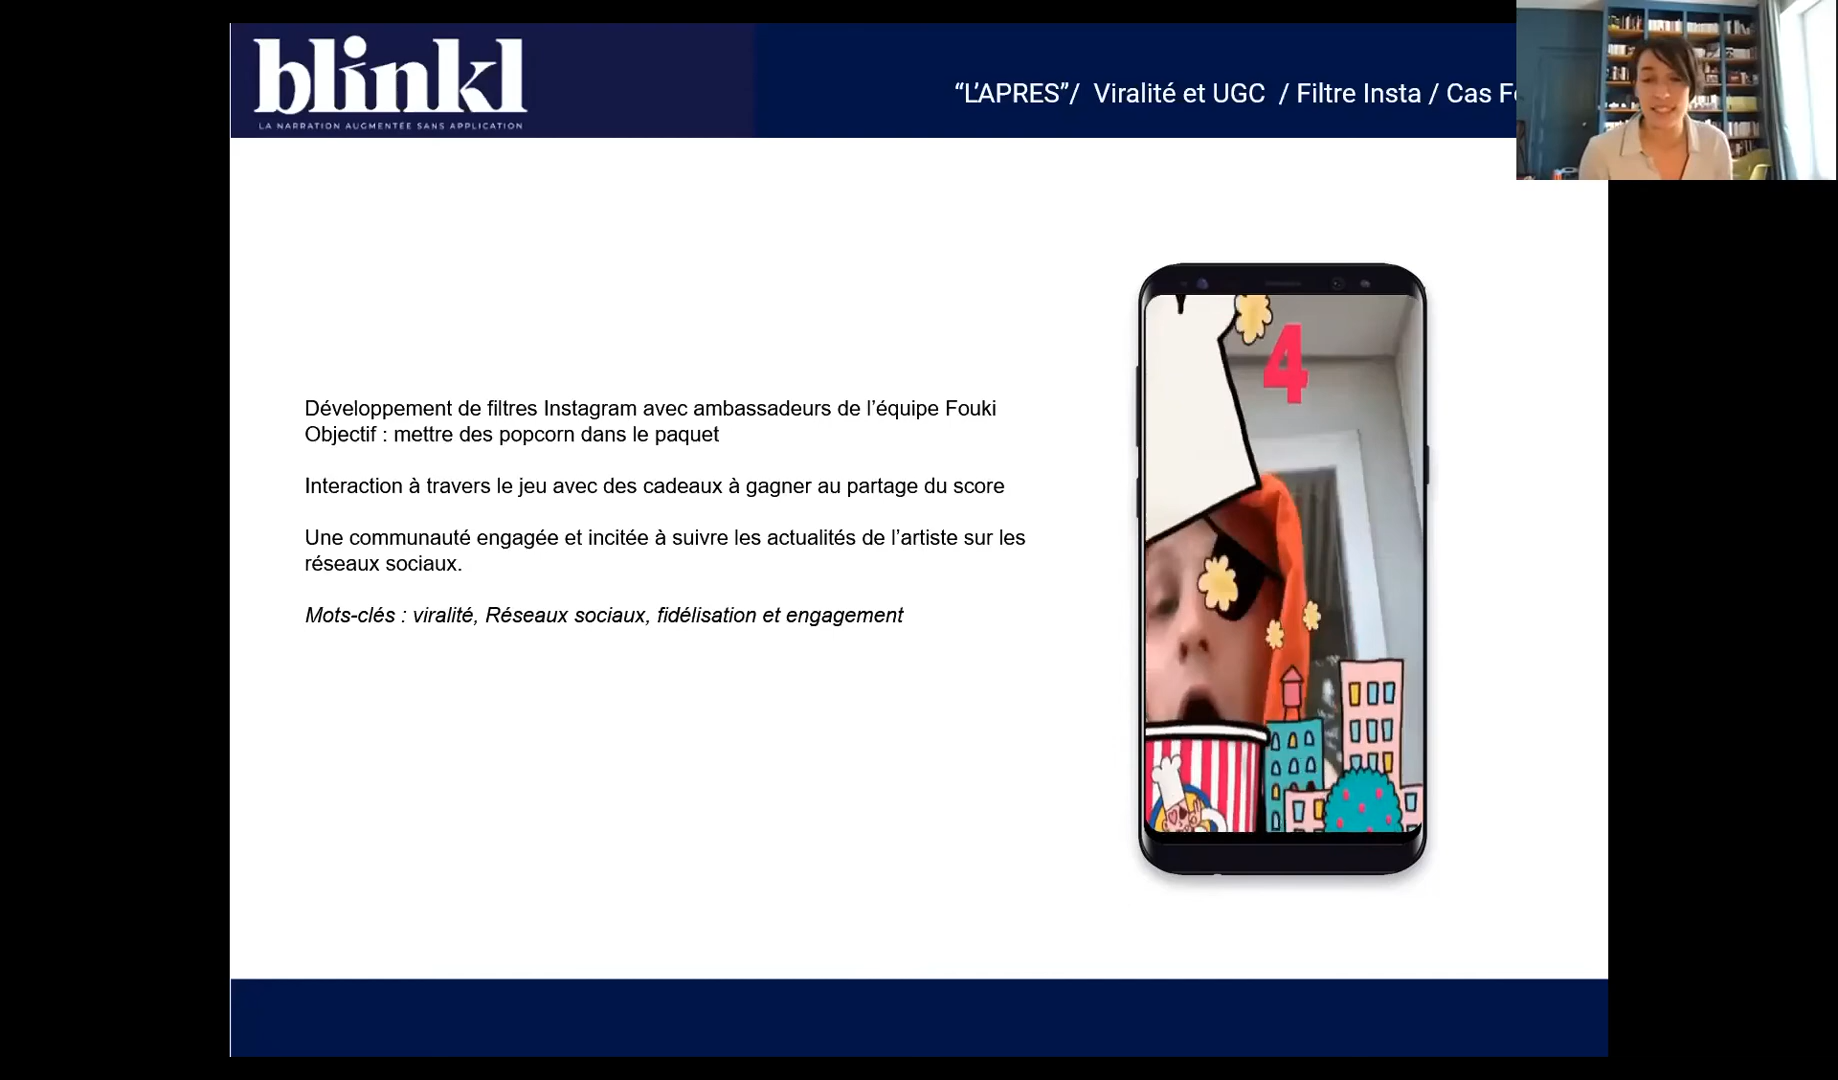 blinkl
LA NARRATION AUGMENTÉE SANS APPLICATION
“L’APRES”/ Viralité et UGC / Filtre Insta / Cas
Développement de filtres Instagram avec ambassadeurs de l’équipe Fouki
Objectif : mettre des popcorn dans le paquet
Interaction à travers le jeu avec des cadeaux à gagner au partage du score
Une communauté engagée et incitée à suivre les actualités de l’artiste sur les
réseaux sociaux.
Mots-clés : viralité, Réseaux sociaux, fidélisation et engagement
4